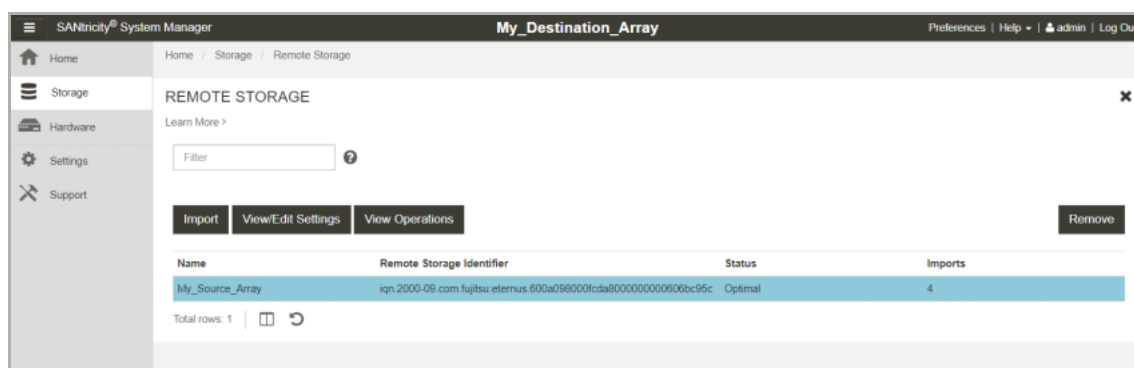 SANtricity® System Manager My_Destination_Array Preferences | Help | admin | Log Ou
Home Home / Storage / Remote Storage
Storage REMOTE STORAGE
Hardware Learn More >
Settings Filter
Support
Import View/Edit Settings View Operations Remove
Name Remote Storage Identifier Status Imports
My_Source_Array iqn.2000-09.com.fujitsu:eternus.600a098000fcda8000000000606bc95c Optimal 4
Total rows: 1